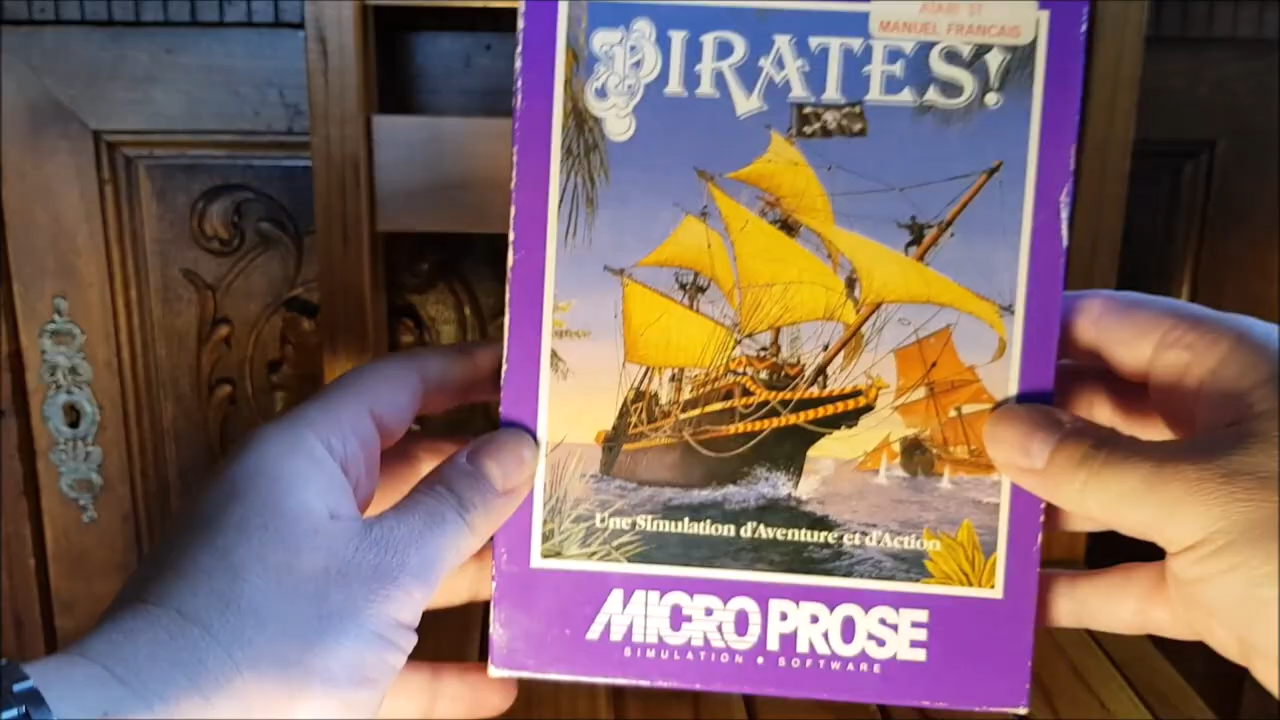 ATARI ST
MANUEL FRANCAIS
PIRATES!
Une Simulation d'Aventure et d'Action
MICRO PROSE
SIMULATION • SOFTWARE